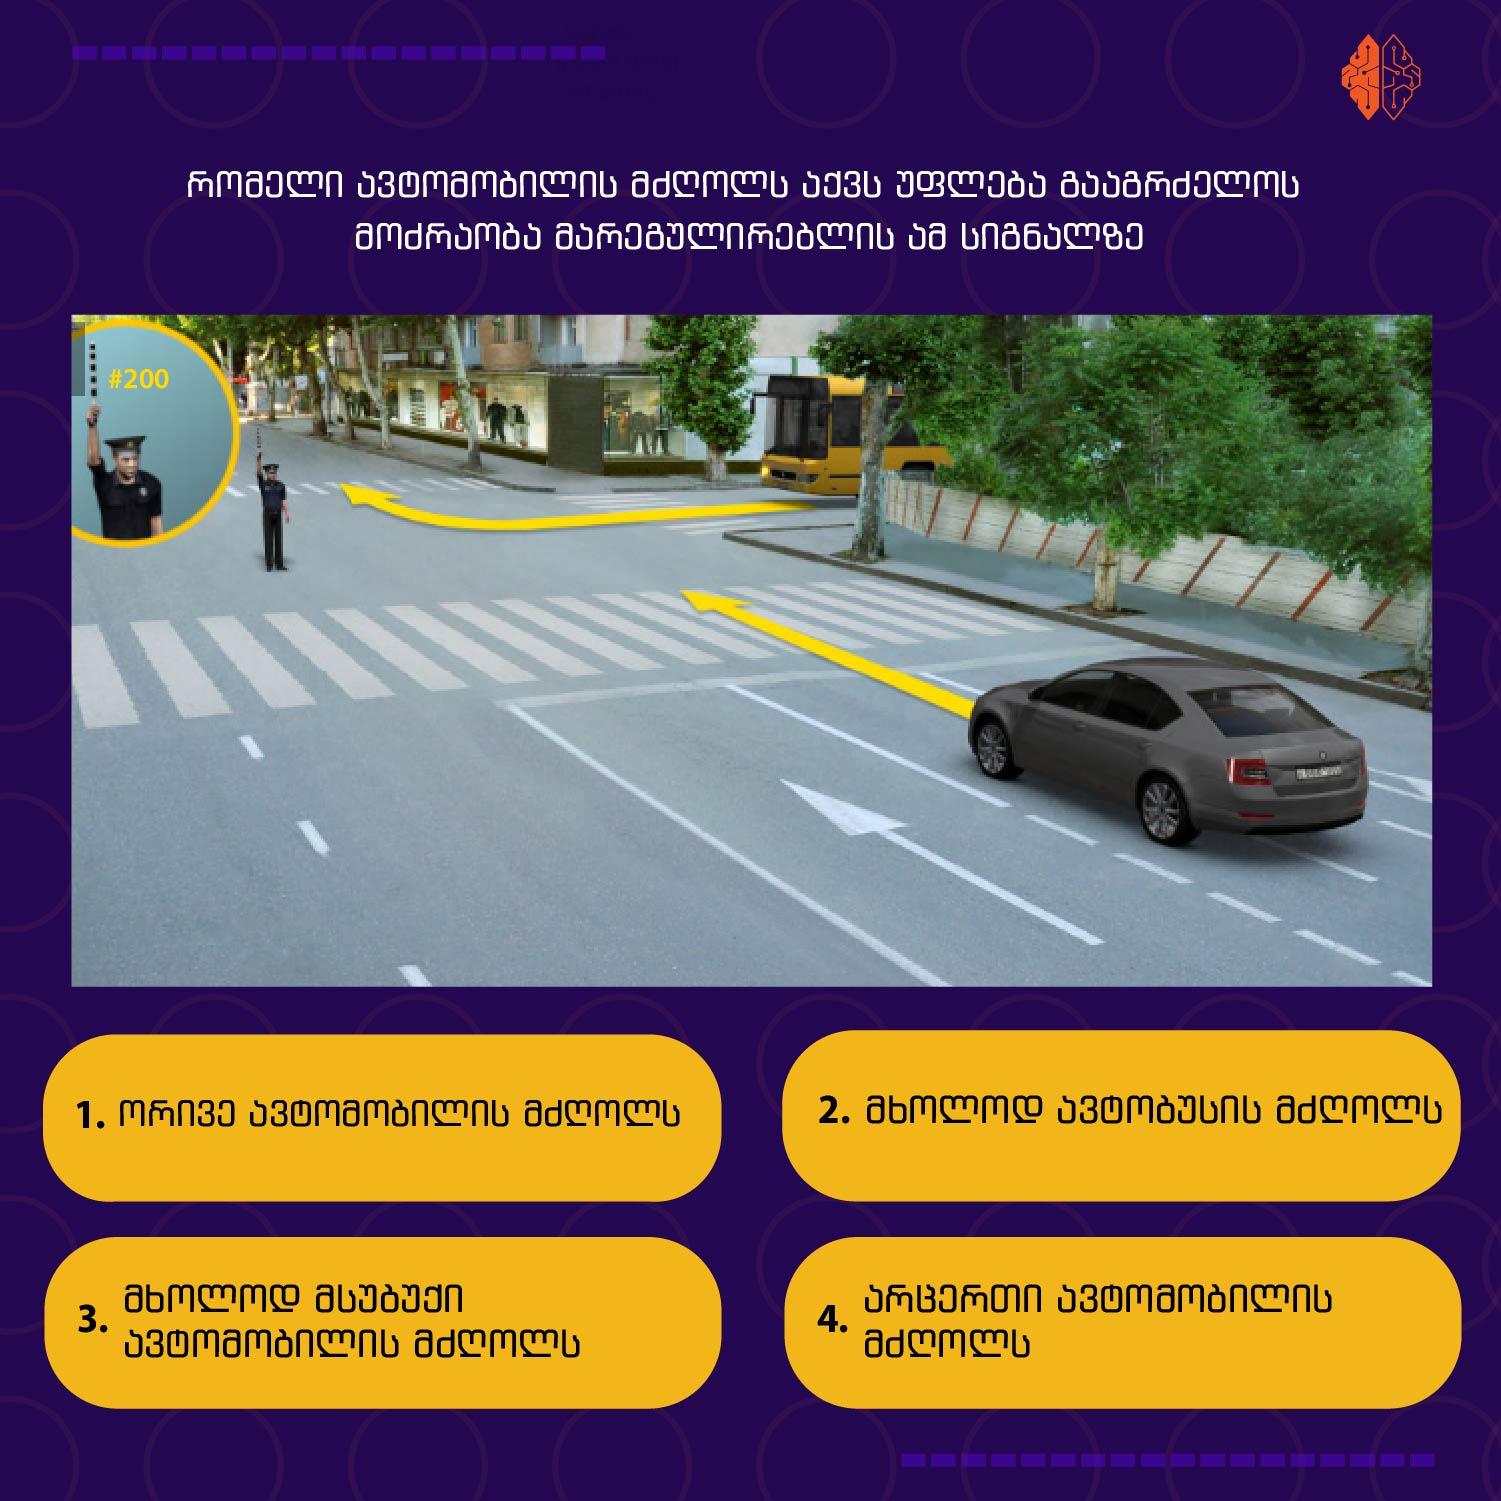 რომელი ავტომობილის მძღოლს აქვს უფლება გააგრძელოს
მოძრაობა მარეგულირებლის ამ სიგნალზე
#200
1. ორივე ავტომობილის მძღოლს
2. მხოლოდ ავტობუსის მძღოლს
3. მხოლოდ მსუბუქი
ავტომობილის მძღოლს
4. არცერთი ავტომობილის
მძღოლს